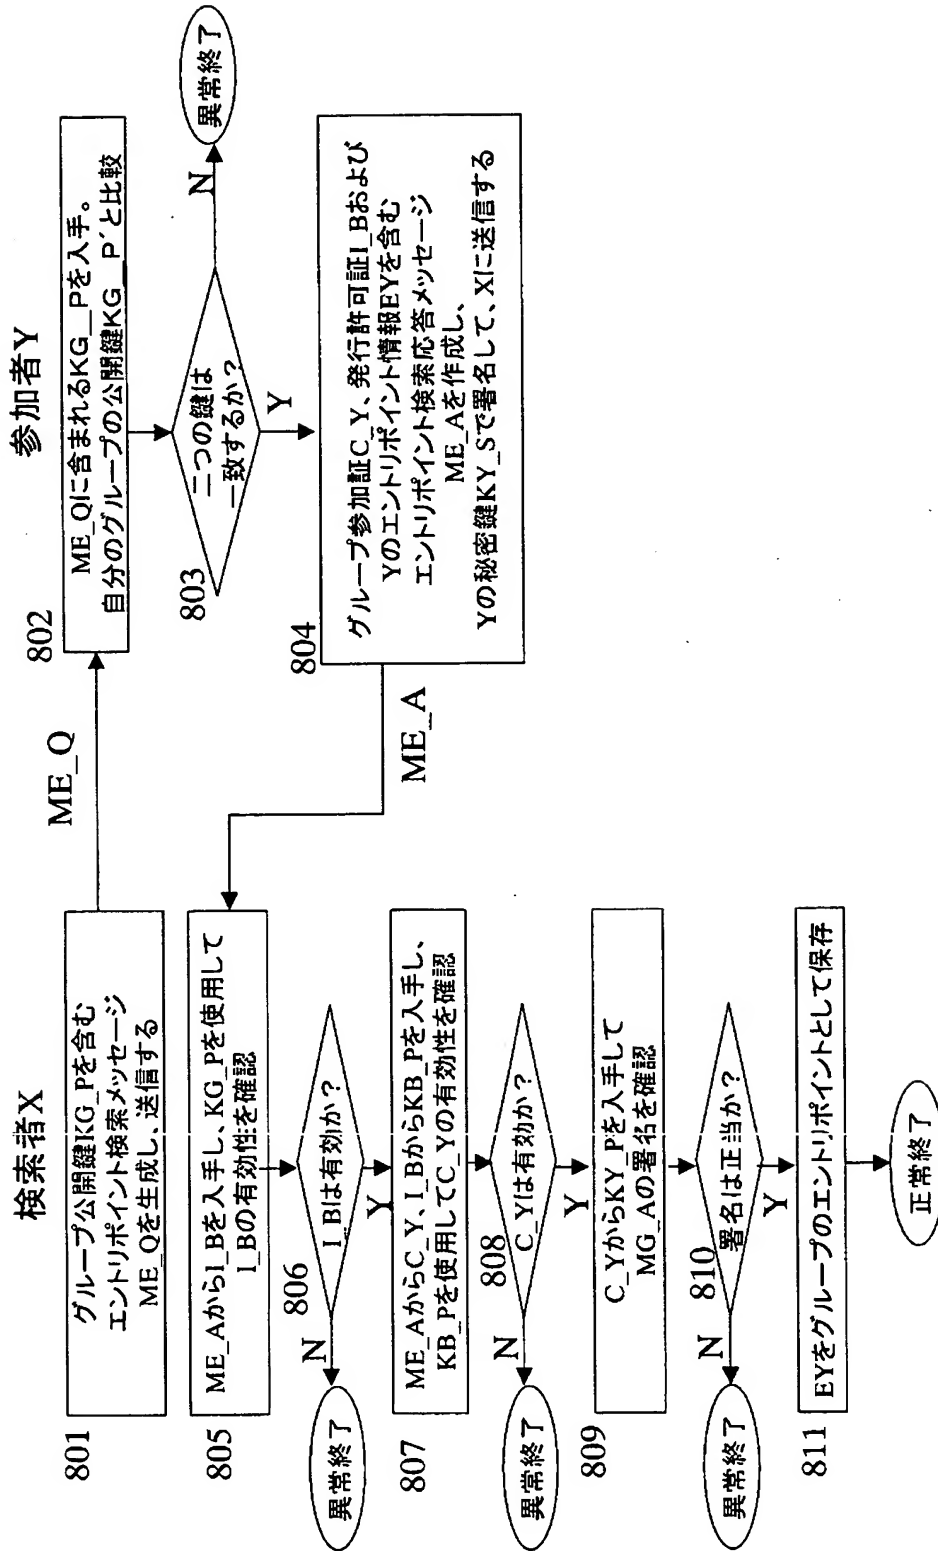 検索者X
801
グループ公開鍵KG_Pを含む
エントリポイント検索メッセージ
ME_Qを生成し、送信する
ME_Q
参加者Y
802
ME_Qに含まれるKG__Pを入手。
自分のグループの公開鍵KG__P´と比較
803
二つの鍵は
一致するか？
N
異常終了
Y
804
グループ参加証C_Y、発行許可証I_Bおよび
Yのエントリポイント情報EYを含む
エントリポイント検索応答メッセージ
ME_Aを作成し、
Yの秘密鍵KY_Sで署名して、Xに送信する
ME_A
805
ME_AからI_Bを入手し、KG_Pを使用して
I_Bの有効性を確認
806
I_Bは有効か？
N
異常終了
Y
807
ME_AからC_Y、I_BからKB_Pを入手し、
KB_Pを使用してC_Yの有効性を確認
808
C_Yは有効か？
N
異常終了
Y
809
C_YからKY_Pを入手して
MG_Aの署名を確認
810
署名は正当か？
N
異常終了
Y
811
EYをグループのエントリポイントとして保存
正常終了